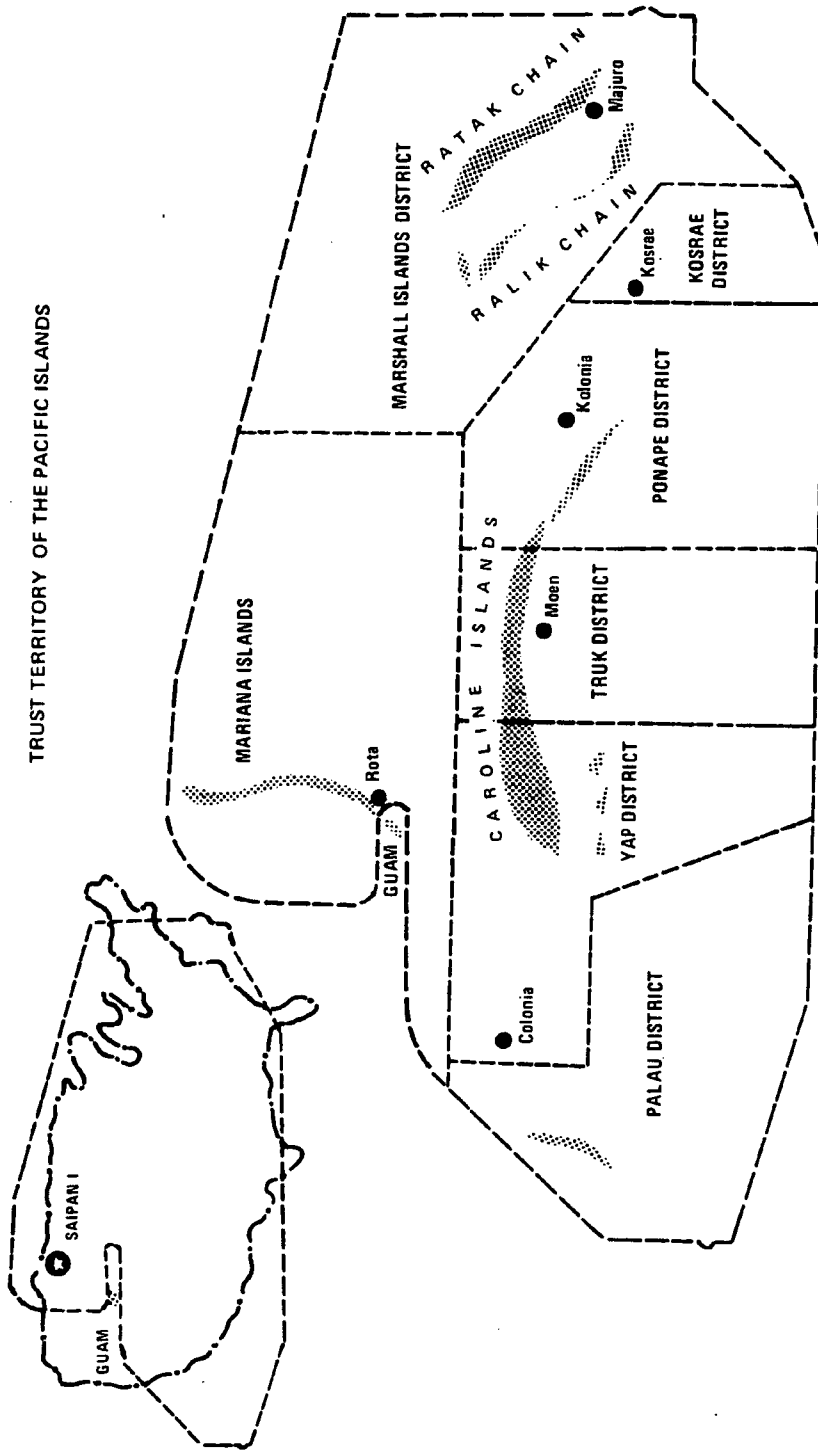 TRUST TERRITORY OF THE PACIFIC ISLANDS
SAIPAN I
GUAM
MARIANA ISLANDS
Rota
GUAM
MARSHALL ISLANDS DISTRICT
RATAK CHAIN
Majuro
RALIK CHAIN
CAROLINE ISLANDS
Kosrae
KOSRAE
DISTRICT
Kolonia
PONAPE DISTRICT
Moen
TRUK DISTRICT
YAP DISTRICT
Colonia
PALAU DISTRICT